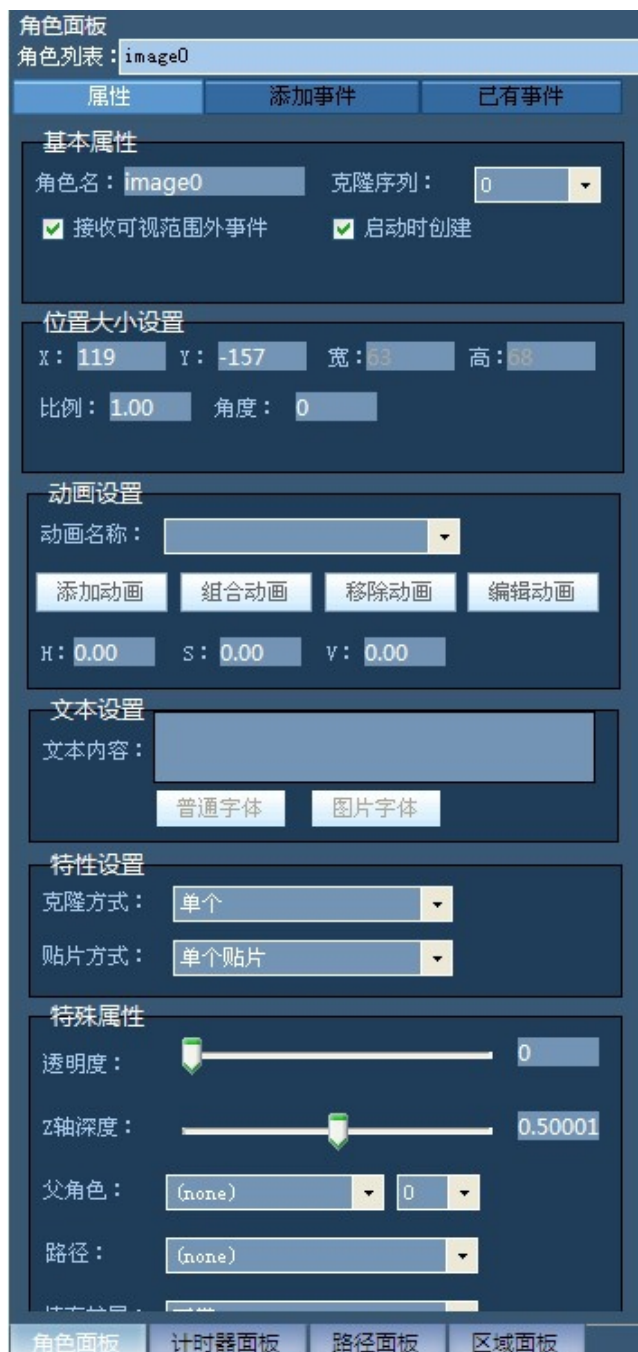 角色面板
角色列表：image0
属性 添加事件 已有事件
基本属性
角色名：image0 克隆序列： 0
接收可视范围外事件 启动时创建
位置大小设置
X： 119 Y： -157 宽：63 高：68
比例： 1.00 角度： 0
动画设置
动画名称：
添加动画 组合动画 移除动画 编辑动画
H：0.00 S：0.00 V：0.00
文本设置
文本内容：
普通字体 图片字体
特性设置
克隆方式： 单个
贴片方式： 单个贴片
特殊属性
透明度： 0
Z轴深度： 0.50001
父角色： (none) 0
路径： (none)
角色面板 计时器面板 路径面板 区域面板